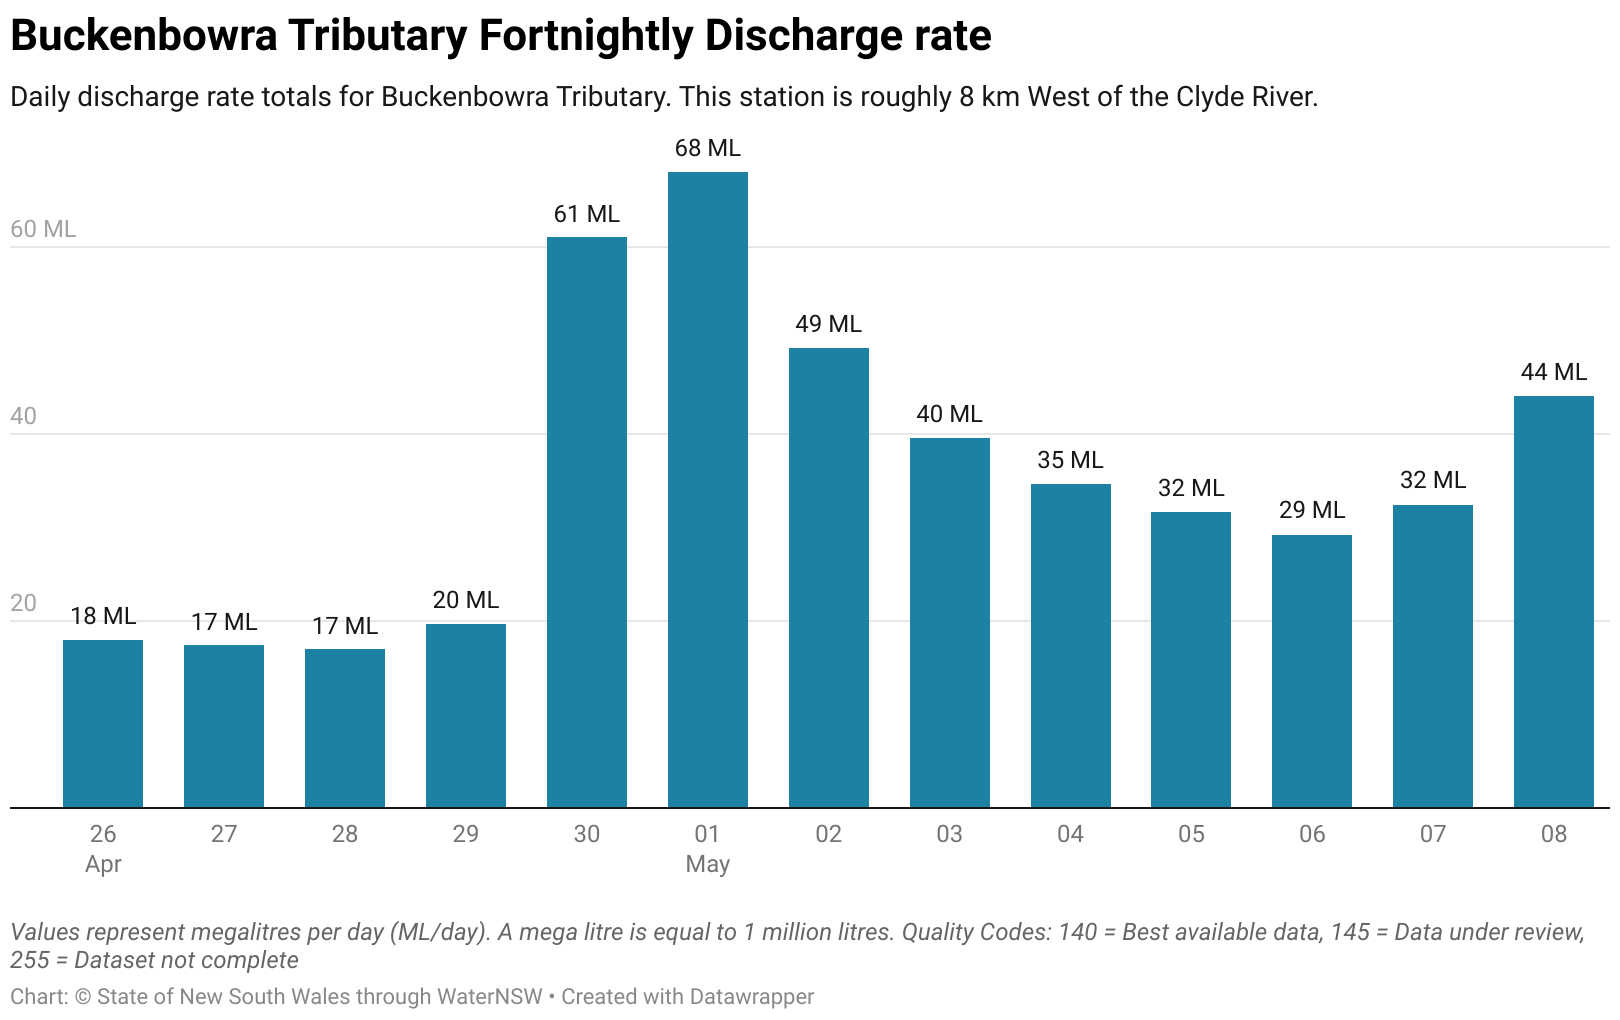 Buckenbowra Tributary Fortnightly Discharge rate
Daily discharge rate totals for Buckenbowra Tributary. This station is roughly 8 km West of the Clyde River.
68 ML
61 ML
60 ML
49 ML
44 ML
40 ML
40
35 ML
32 ML
32 ML
29 ML
20 ML
20
18 ML
17 ML
17 ML
26 27 28 29 30 01 02 03 04 05 06 07 08
Apr May
Values represent megalitres per day (ML/day). A mega litre is equal to 1 million litres. Quality Codes: 140 = Best available data, 145 = Data under review,
255 = Dataset not complete
Chart: © State of New South Wales through WaterNSW • Created with Datawrapper